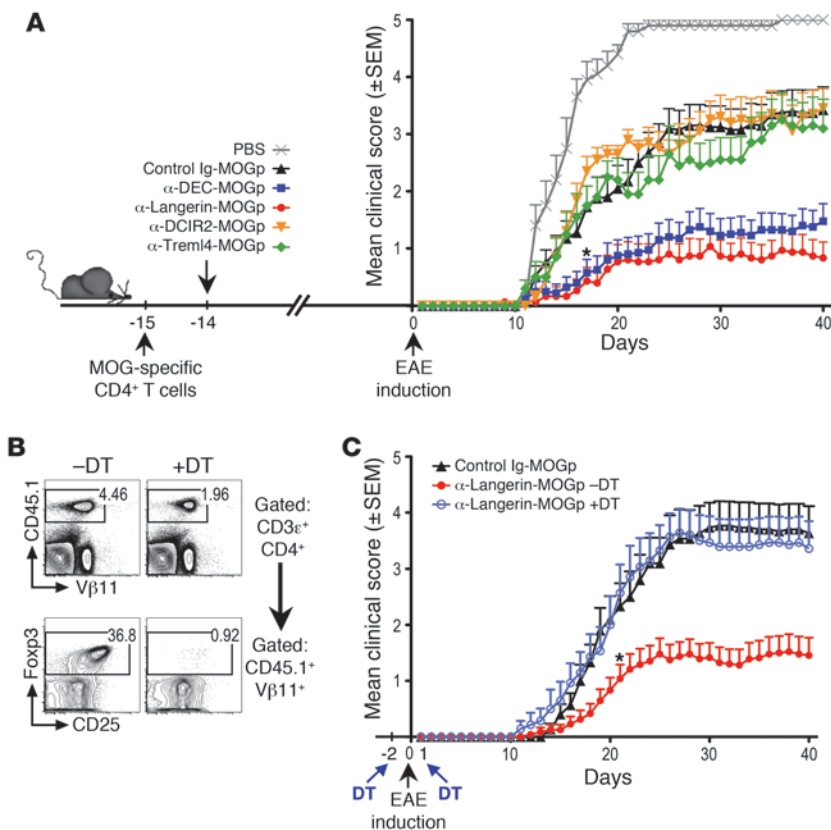 A
PBS
Control Ig-MOGp
α-DEC-MOGp
α-Langerin-MOGp
α-DCIR2-MOGp
α-Treml4-MOGp
-15
-14
MOG-specific
CD4⁺ T cells
Mean clinical score (±SEM)
5
4
3
2
1
*
0
10
20
30
40
Days
EAE
induction
B
–DT
+DT
CD45.1
4.46
1.96
Vβ11
Gated:
CD3ε⁺
CD4⁺
Foxp3
36.8
0.92
CD25
Gated:
CD45.1⁺
Vβ11⁺
C
Control Ig-MOGp
α-Langerin-MOGp –DT
α-Langerin-MOGp +DT
Mean clinical score (±SEM)
5
4
3
2
1
0
*
-2
0
1
10
20
30
40
Days
DT
DT
EAE
induction